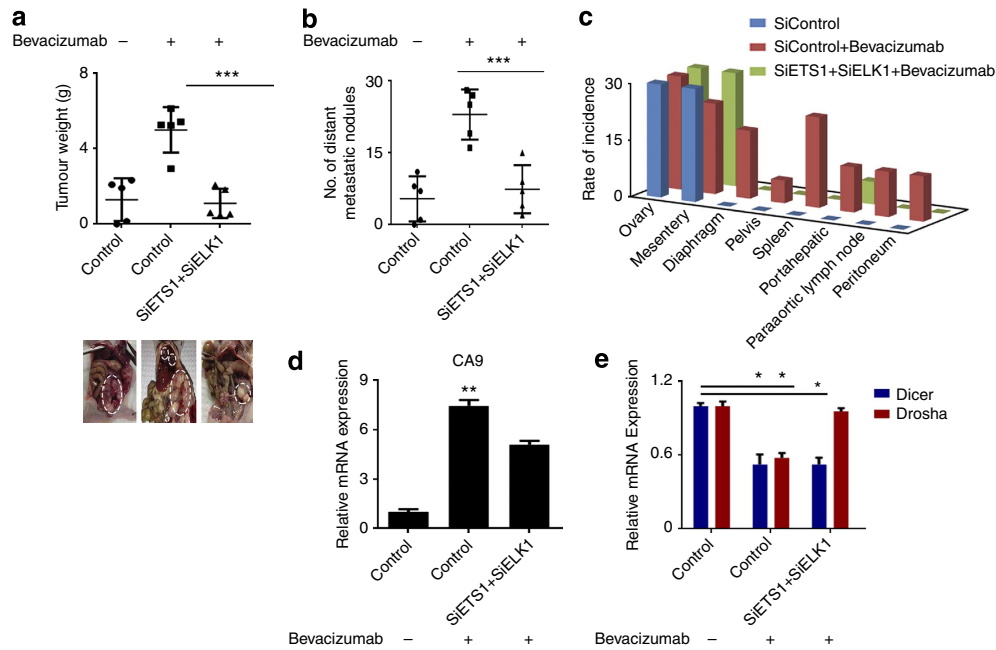 a
Bevacizumab – + +
***
Tumour weight (g)
8
4
0
Control
Control
SiETS1+SiELK1
b
Bevacizumab – + +
***
No. of distant
metastatic nodules
30
15
0
Control
Control
SiETS1+SiELK1
c
SiControl
SiControl+Bevacizumab
SiETS1+SiELK1+Bevacizumab
Rate of incidence
30
15
0
Ovary
Mesentery
Diaphragm
Pelvis
Spleen
Portahepatic
Paraaortic lymph node
Peritoneum
d
CA9
**
Relative mRNA expression
9
6
3
0
Control
Control
SiETS1+SiELK1
Bevacizumab – + +
e
* *
*
Dicer
Drosha
Relative mRNA Expression
1.2
0.6
0
Control
Control
SiETS1+SiELK1
Bevacizumab – + +